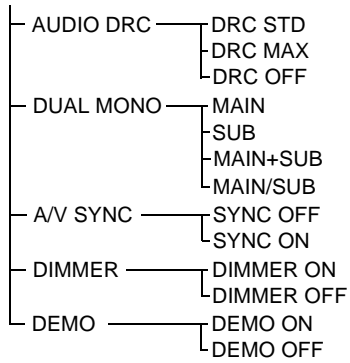 AUDIO DRC DRC STD
DRC MAX
DRC OFF
DUAL MONO MAIN
SUB
MAIN+SUB
MAIN/SUB
A/V SYNC SYNC OFF
SYNC ON
DIMMER DIMMER ON
DIMMER OFF
DEMO DEMO ON
DEMO OFF